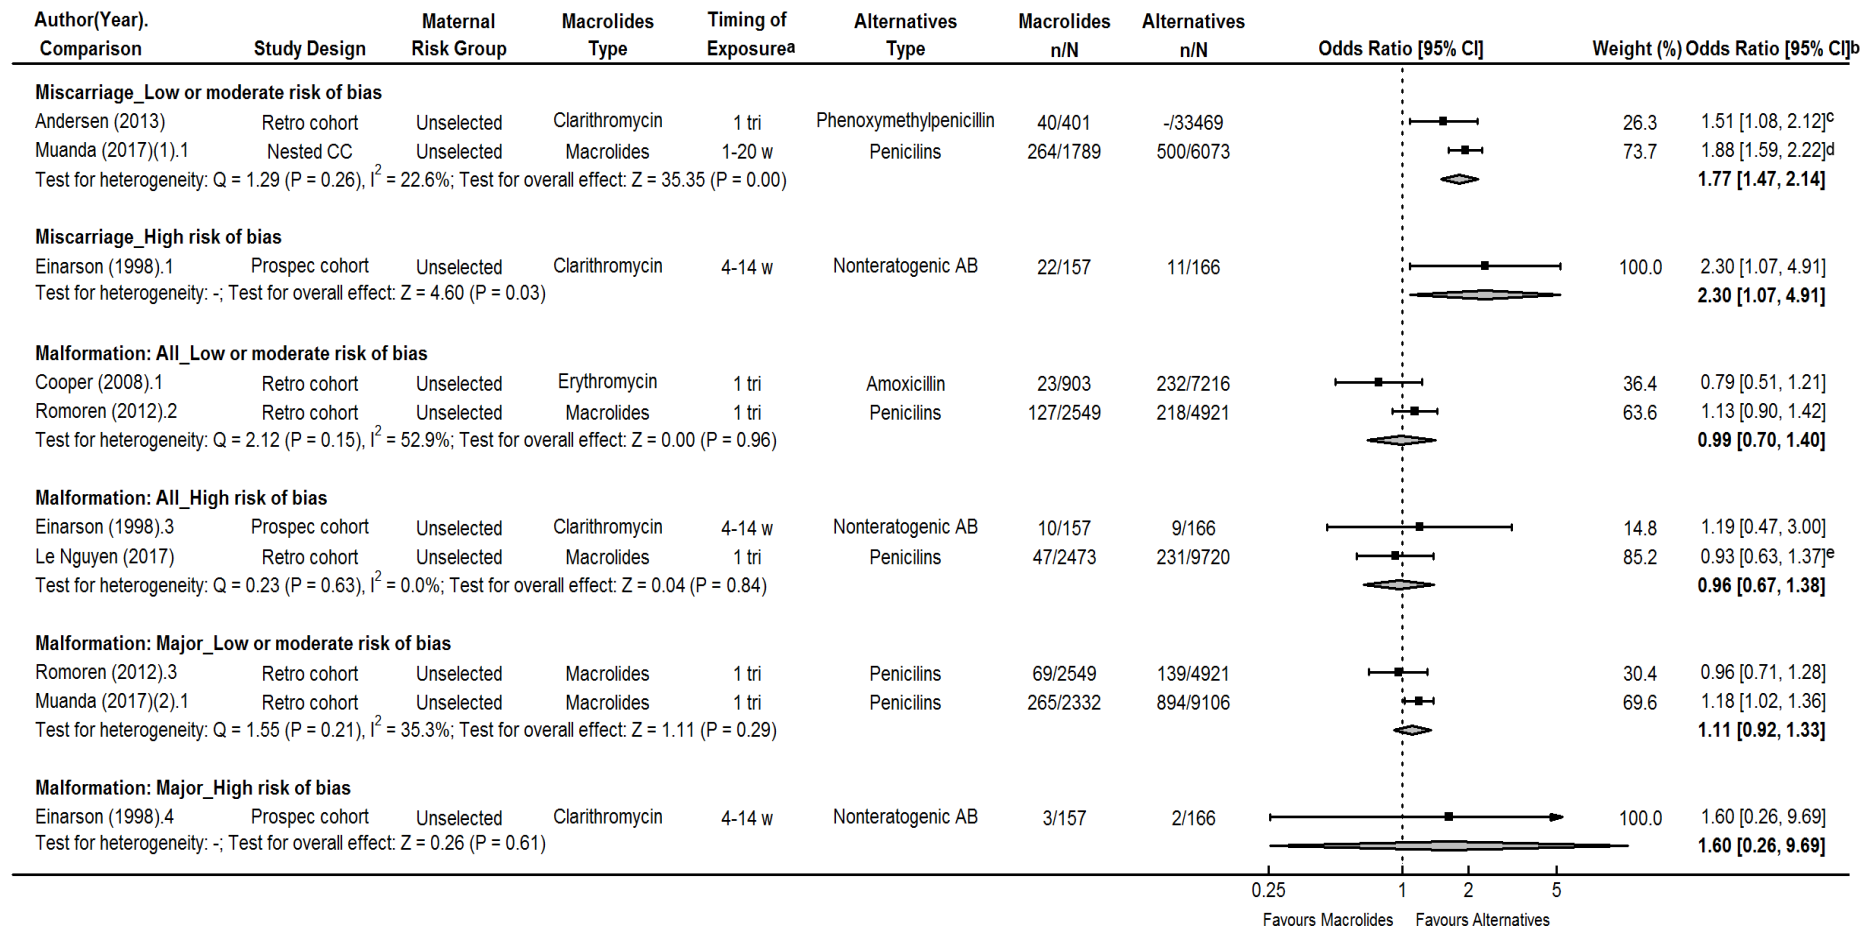 Author(Year). Maternal Macrolides Timing of Alternatives Macrolides Alternatives
Comparison Study Design Risk Group Type Exposurea Type n/N n/N Odds Ratio [95% CI] Weight (%) Odds Ratio [95% CI]b
Miscarriage_Low or moderate risk of bias
Andersen (2013) Retro cohort Unselected Clarithromycin 1 tri Phenoxymethylpenicillin 40/401 -/33469 26.3 1.51 [1.08, 2.12]c
Muanda (2017)(1).1 Nested CC Unselected Macrolides 1-20 w Penicilins 264/1789 500/6073 73.7 1.88 [1.59, 2.22]d
Test for heterogeneity: Q = 1.29 (P = 0.26), I2 = 22.6%; Test for overall effect: Z = 35.35 (P = 0.00) 1.77 [1.47, 2.14]
Miscarriage_High risk of bias
Einarson (1998).1 Prospec cohort Unselected Clarithromycin 4-14 w Nonteratogenic AB 22/157 11/166 100.0 2.30 [1.07, 4.91]
Test for heterogeneity: -; Test for overall effect: Z = 4.60 (P = 0.03) 2.30 [1.07, 4.91]
Malformation: All_Low or moderate risk of bias
Cooper (2008).1 Retro cohort Unselected Erythromycin 1 tri Amoxicillin 23/903 232/7216 36.4 0.79 [0.51, 1.21]
Romoren (2012).2 Retro cohort Unselected Macrolides 1 tri Penicilins 127/2549 218/4921 63.6 1.13 [0.90, 1.42]
Test for heterogeneity: Q = 2.12 (P = 0.15), I2 = 52.9%; Test for overall effect: Z = 0.00 (P = 0.96) 0.99 [0.70, 1.40]
Malformation: All_High risk of bias
Einarson (1998).3 Prospec cohort Unselected Clarithromycin 4-14 w Nonteratogenic AB 10/157 9/166 14.8 1.19 [0.47, 3.00]
Le Nguyen (2017) Retro cohort Unselected Macrolides 1 tri Penicilins 47/2473 231/9720 85.2 0.93 [0.63, 1.37]e
Test for heterogeneity: Q = 0.23 (P = 0.63), I2 = 0.0%; Test for overall effect: Z = 0.04 (P = 0.84) 0.96 [0.67, 1.38]
Malformation: Major_Low or moderate risk of bias
Romoren (2012).3 Retro cohort Unselected Macrolides 1 tri Penicilins 69/2549 139/4921 30.4 0.96 [0.71, 1.28]
Muanda (2017)(2).1 Retro cohort Unselected Macrolides 1 tri Penicilins 265/2332 894/9106 69.6 1.18 [1.02, 1.36]
Test for heterogeneity: Q = 1.55 (P = 0.21), I2 = 35.3%; Test for overall effect: Z = 1.11 (P = 0.29) 1.11 [0.92, 1.33]
Malformation: Major_High risk of bias
Einarson (1998).4 Prospec cohort Unselected Clarithromycin 4-14 w Nonteratogenic AB 3/157 2/166 100.0 1.60 [0.26, 9.69]
Test for heterogeneity: -; Test for overall effect: Z = 0.26 (P = 0.61) 1.60 [0.26, 9.69]
0.25 1 2 5
Favours Macrolides Favours Alternatives